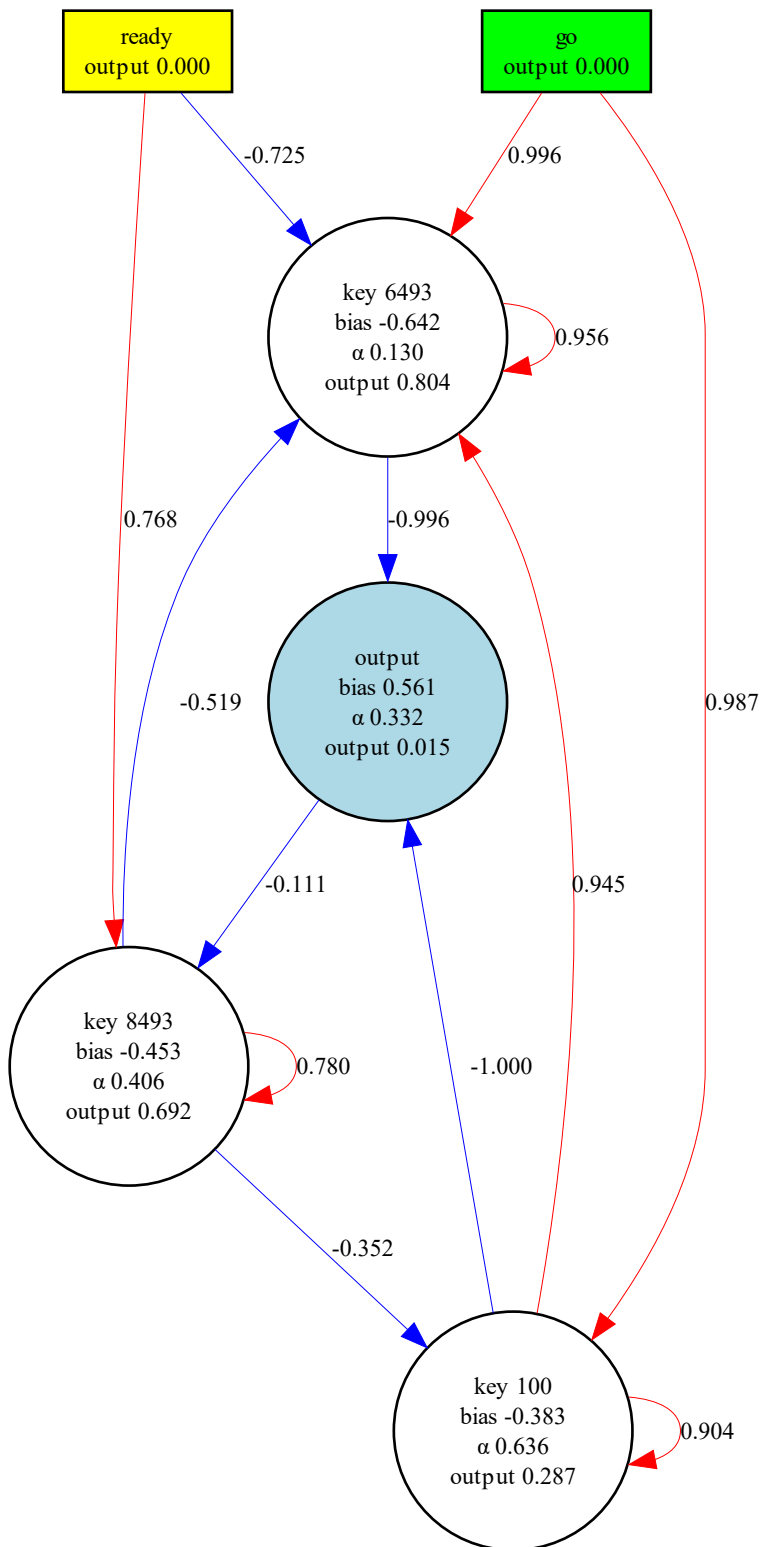 ready
output 0.000
go
output 0.000
-0.725
0.996
key 6493
bias -0.642
α 0.130
output 0.804
0.956
0.768
-0.996
-0.519
output
bias 0.561
α 0.332
output 0.015
0.987
-0.111
0.945
key 8493
bias -0.453
α 0.406
output 0.692
0.780
-1.000
-0.352
key 100
bias -0.383
α 0.636
output 0.287
0.904